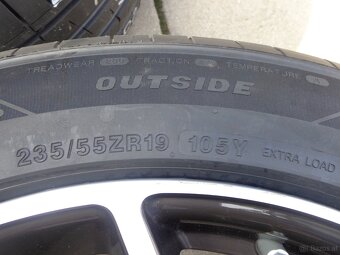 TREADWEAR TRACTION TEMPERATURE
OUTSIDE
235/55ZR19 105Y EXTRA LOAD